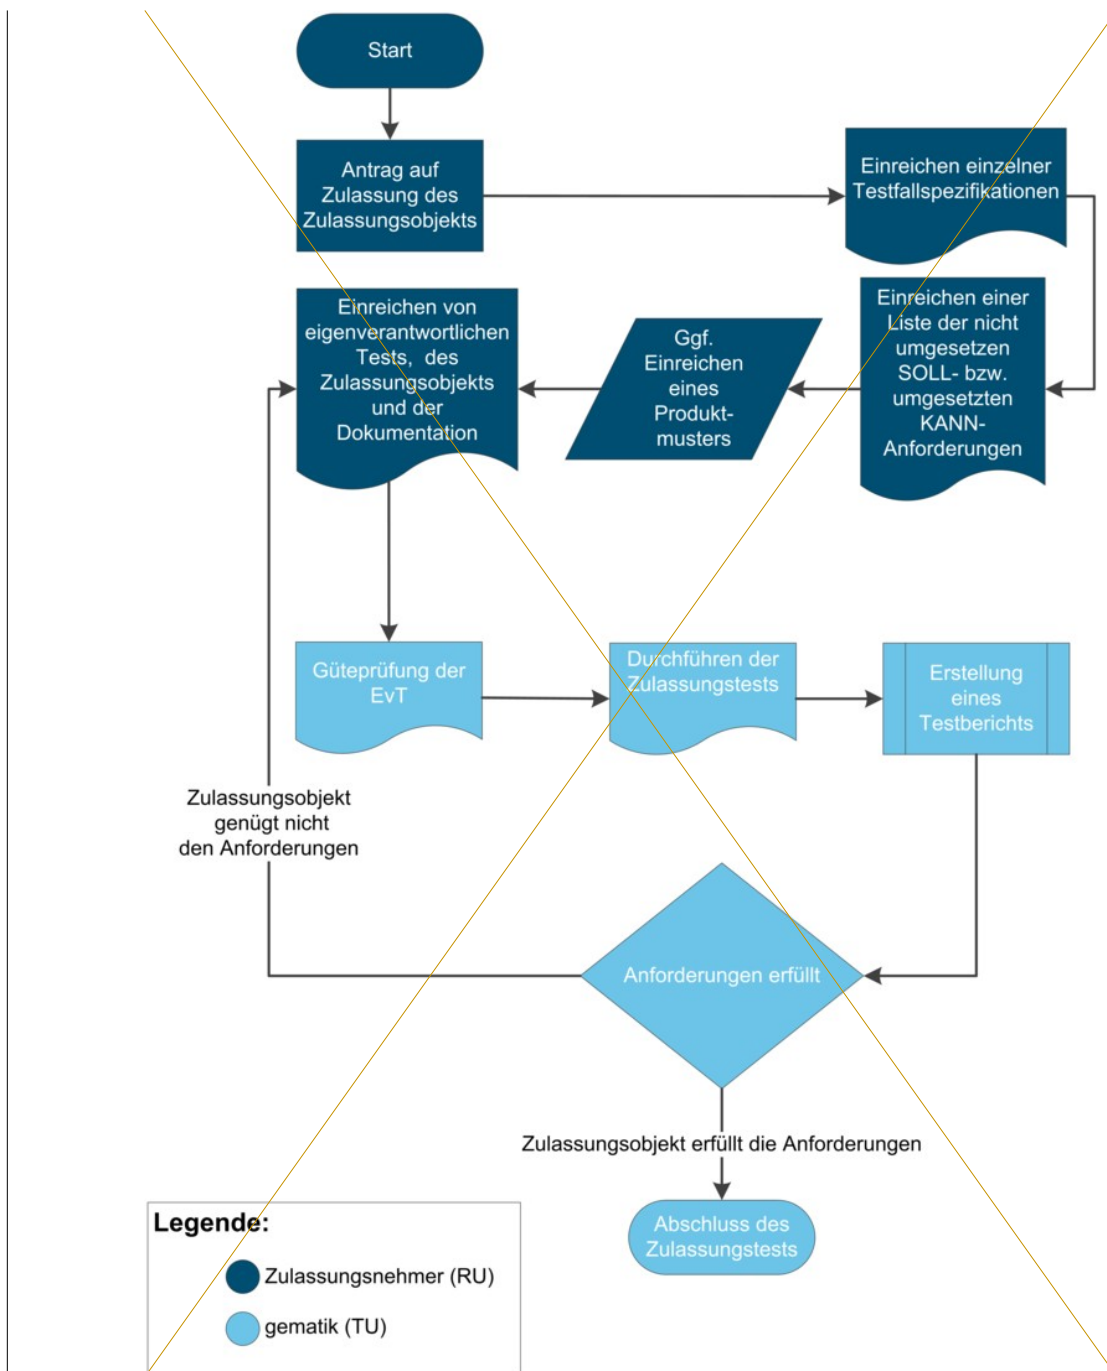 Start
Antrag auf
Zulassung des
Zulassungsobjekts
Einreichen einzelner
Testfallspezifikationen
Einreichen einer
Liste der nicht
umgesetzen
SOLL- bzw.
umgesetzten
KANN-
Anforderungen
Ggf.
Einreichen
eines
Produkt-
musters
Einreichen von
eigenverantwortlichen
Tests, des
Zulassungsobjekts
und der
Dokumentation
Güteprüfung der
EvT
Durchführen der
Zulassungstests
Erstellung
eines
Testberichts
Zulassungsobjekt
genügt nicht
den Anforderungen
Anforderungen erfüllt
Zulassungsobjekt erfüllt die Anforderungen
Abschluss des
Zulassungstests
Legende:
Zulassungsnehmer (RU)
gematik (TU)